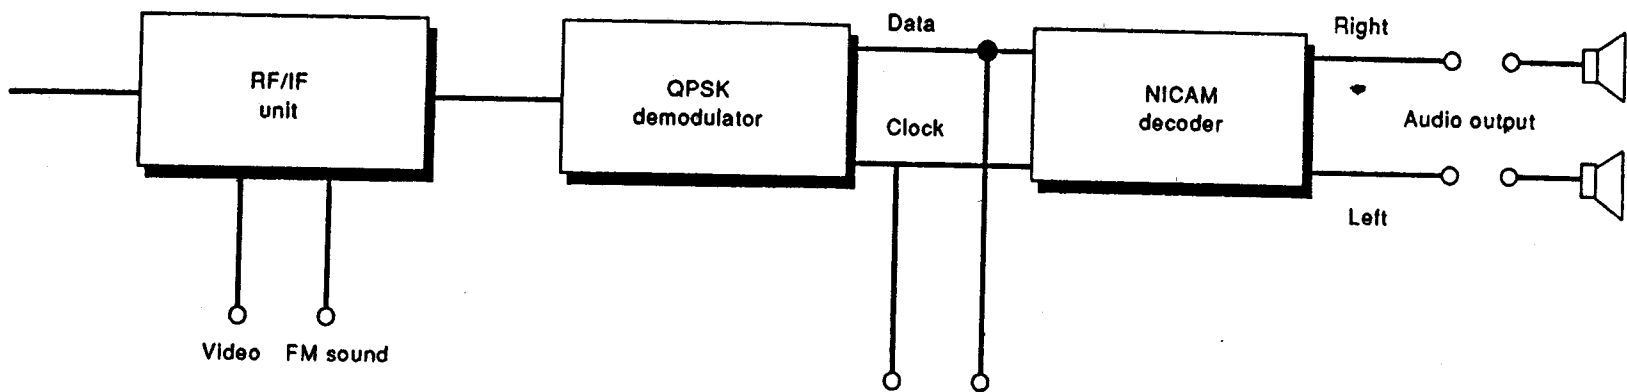 RF/IF
unit
QPSK
demodulator
Data
Clock
NICAM
decoder
Right
Audio output
Left
Video
FM sound